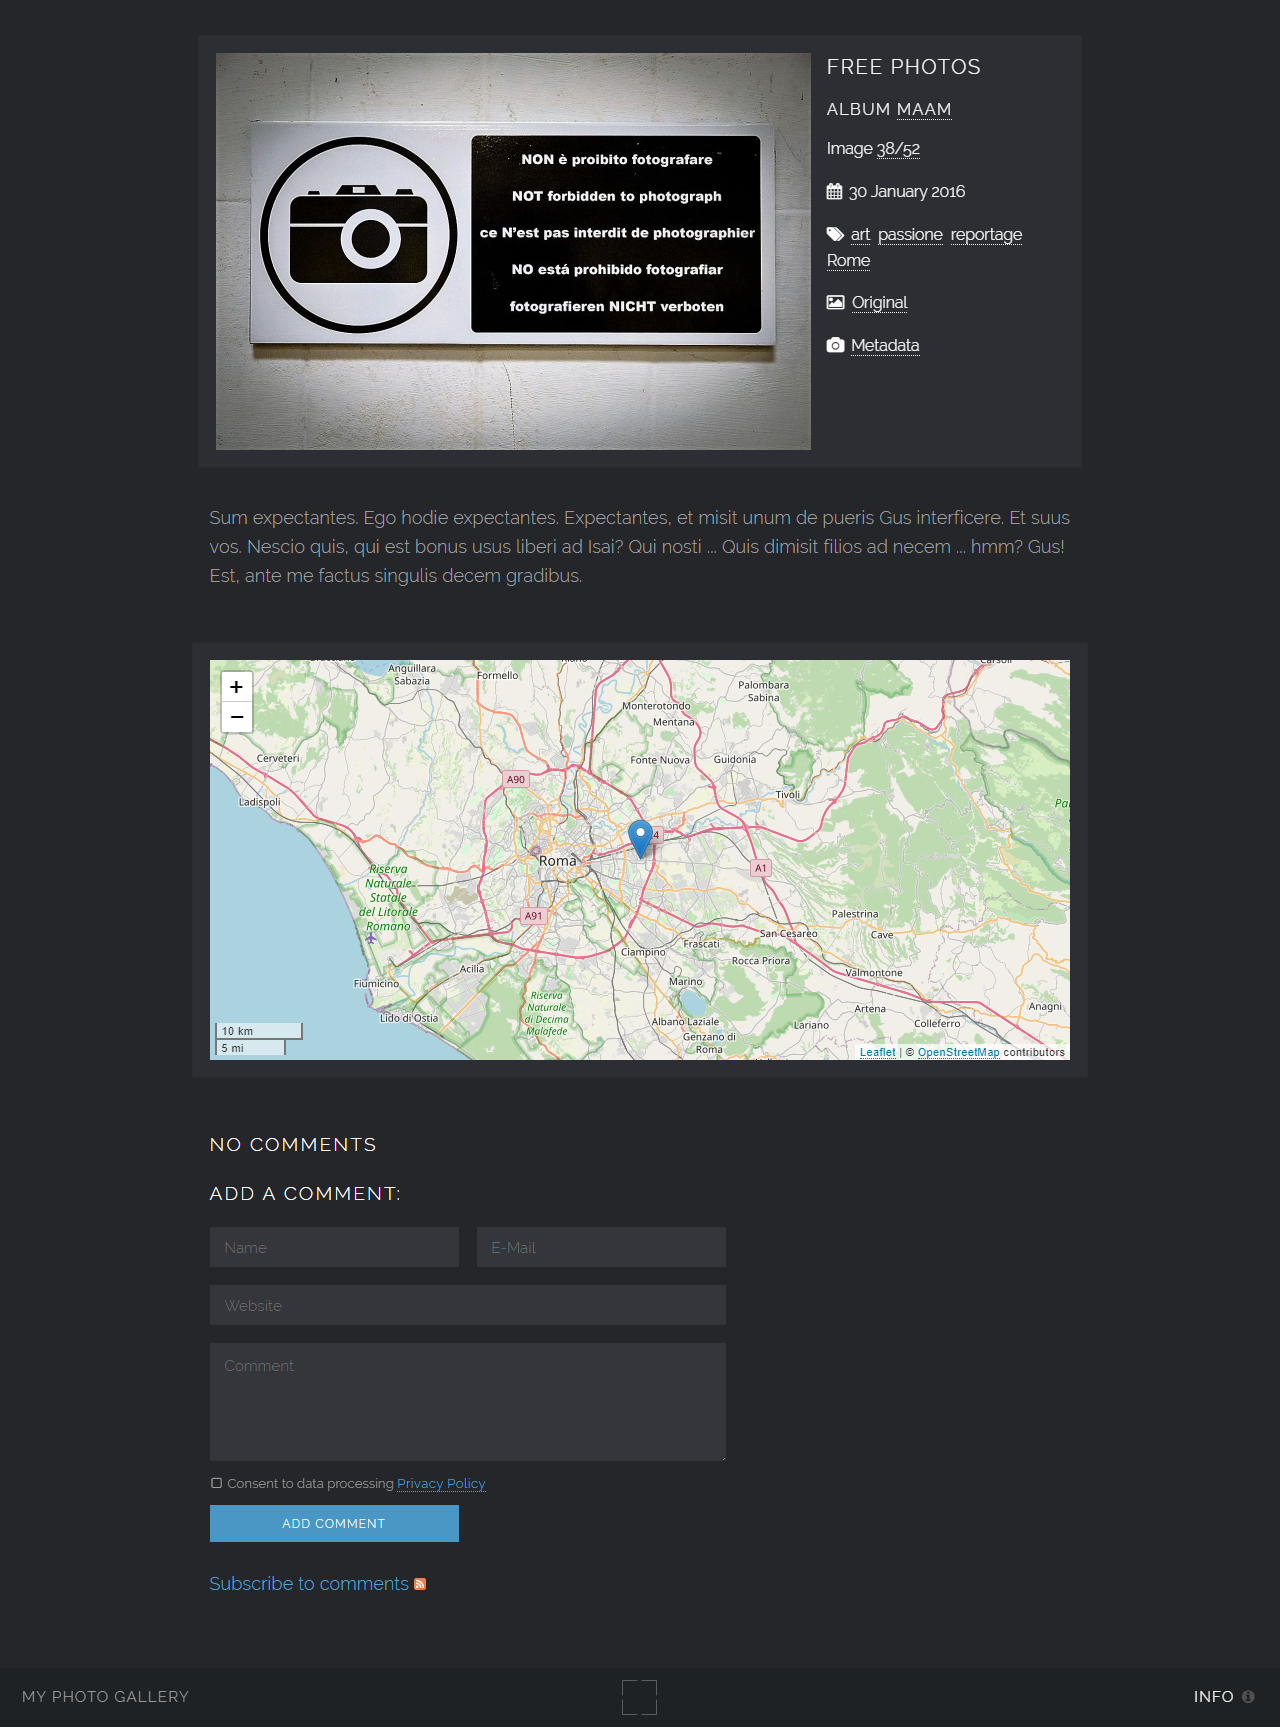 NON è proibito fotografare
NOT forbidden to photograph
ce N'est pas interdit de photographier
NO está prohibido fotografiar
fotografieren NICHT verboten
FREE PHOTOS
ALBUM MAAM
Image 38/52
30 January 2016
art passione reportage
Rome
Original
Metadata
Sum expectantes. Ego hodie expectantes. Expectantes, et misit unum de pueris Gus interficere. Et suus
vos. Nescio quis, qui est bonus usus liberi ad Isai? Qui nosti ... Quis dimisit filios ad necem ... hmm? Gus!
Est, ante me factus singulis decem gradibus.
+
−
Anguillara
Sabazia
Formello
Palombara
Sabina
Monterotondo
Mentana
Cerveteri
Fonte Nuova
Guidonia
A90
Ladispoli
Tivoli
4
Roma
A1
Riserva
Naturale
Statale
del Litorale
Romano
A91
Palestrina
San Cesareo
Cave
Ciampino
Frascati
Rocca Priora
Acilia
Valmontone
Fiumicino
Marino
Riserva
Naturale
di Decima
Malafede
Artena
Anagni
Lido di Ostia
Albano Laziale
Lariano
Colleferro
Genzano di
Roma
10 km
5 mi
Leaflet | © OpenStreetMap contributors
NO COMMENTS
ADD A COMMENT:
Name
E-Mail
Website
Comment
Consent to data processing Privacy Policy
ADD COMMENT
Subscribe to comments
MY PHOTO GALLERY
INFO